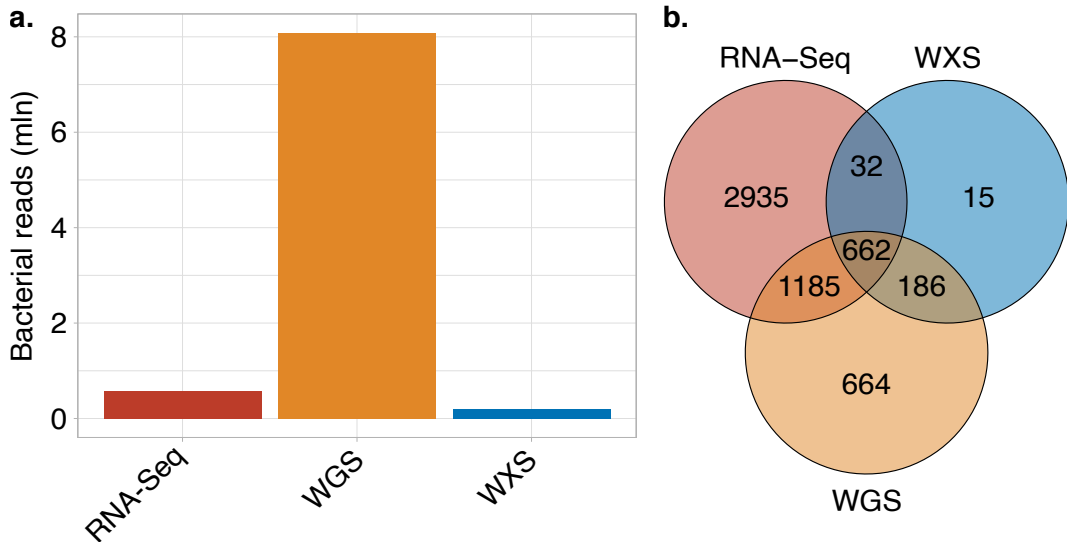 a.
Bacterial reads (mln)
8
6
4
2
0
RNA-Seq
WGS
WXS
b.
RNA−Seq
WXS
32
2935
15
662
1185
186
664
WGS